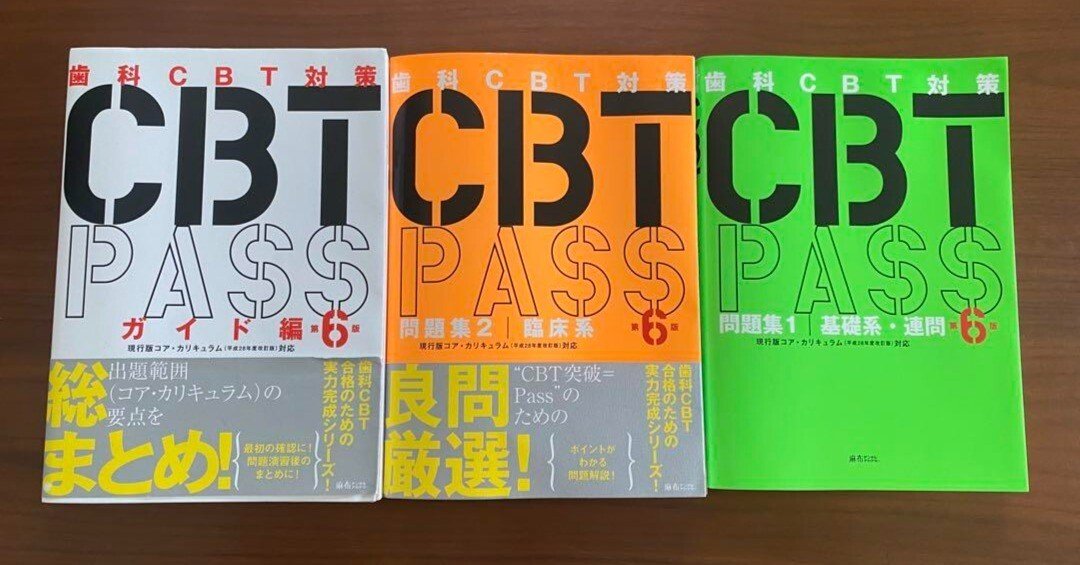 歯科CBT対策
CBT
PASS
ガイド編 第6版
現行版コア・カリキュラム(平成28年度改訂版)対応
出題範囲
(コア・カリキュラム)の
要点を
総
まとめ!
最初の確認に!
問題演習後の
まとめに!
歯科CBT
合格のための
実力完成シリーズ!
麻布
歯科CBT対策
CBT
PASS
問題集2 臨床系 第6版
現行版コア・カリキュラム(平成28年度改訂版)対応
良問
厳選!
“CBT突破=
Pass”の
ための
ポイントが
わかる
問題解説!
歯科CBT
合格のための
実力完成シリーズ!
麻布
歯科CBT対策
CBT
PASS
問題集1 基礎系・連問 第6版
現行版コア・カリキュラム(平成28年度改訂版)対応
麻布